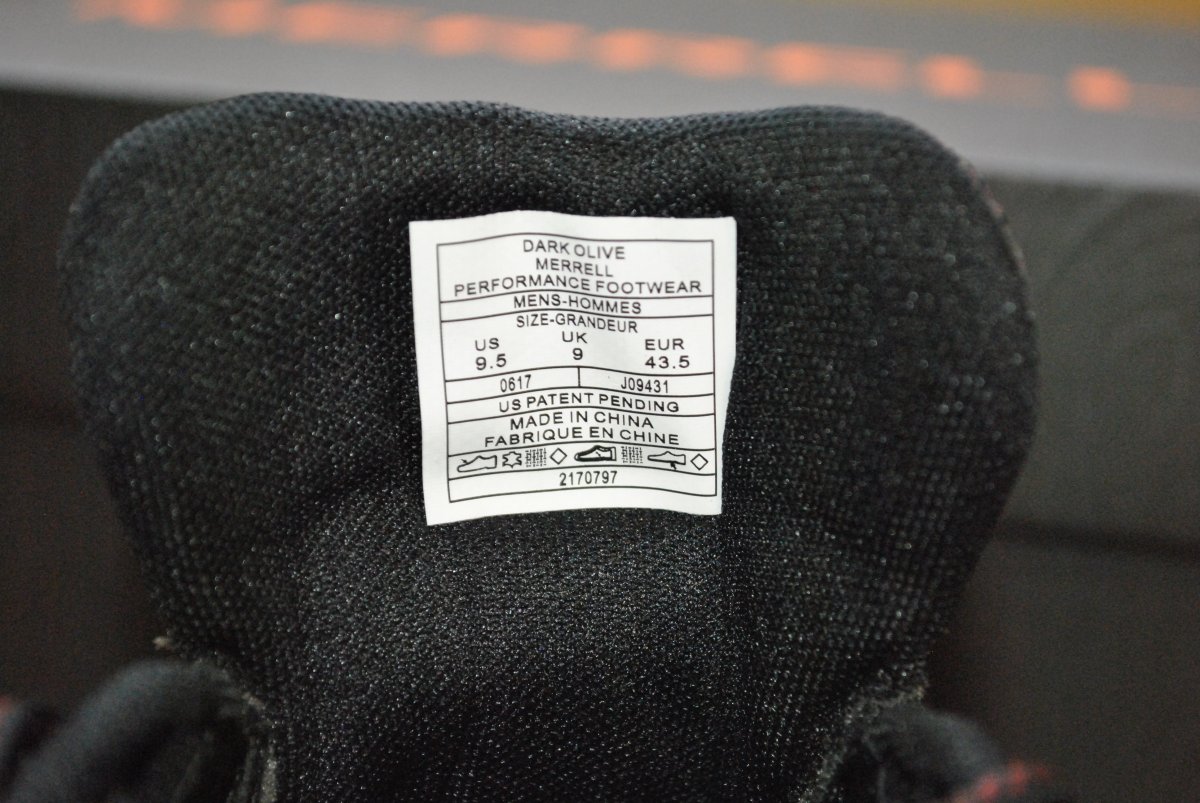 DARK OLIVE
MERRELL
PERFORMANCE FOOTWEAR
MENS-HOMMES
SIZE-GRANDEUR
US UK EUR
9.5 9 43.5
0617 J09431
US PATENT PENDING
MADE IN CHINA
FABRIQUE EN CHINE
2170797